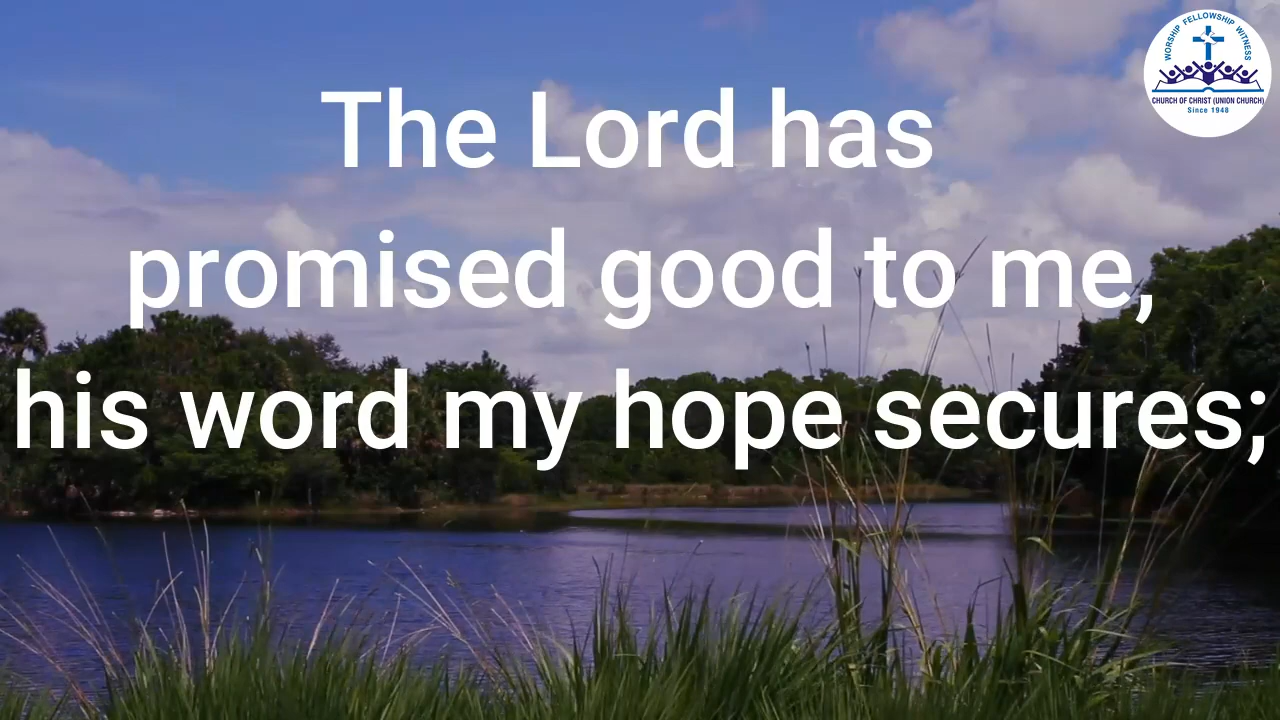 WORSHIP FELLOWSHIP WITNESS
CHURCH OF CHRIST (UNION CHURCH)
Since 1948
The Lord has
promised good to me,
his word my hope secures;